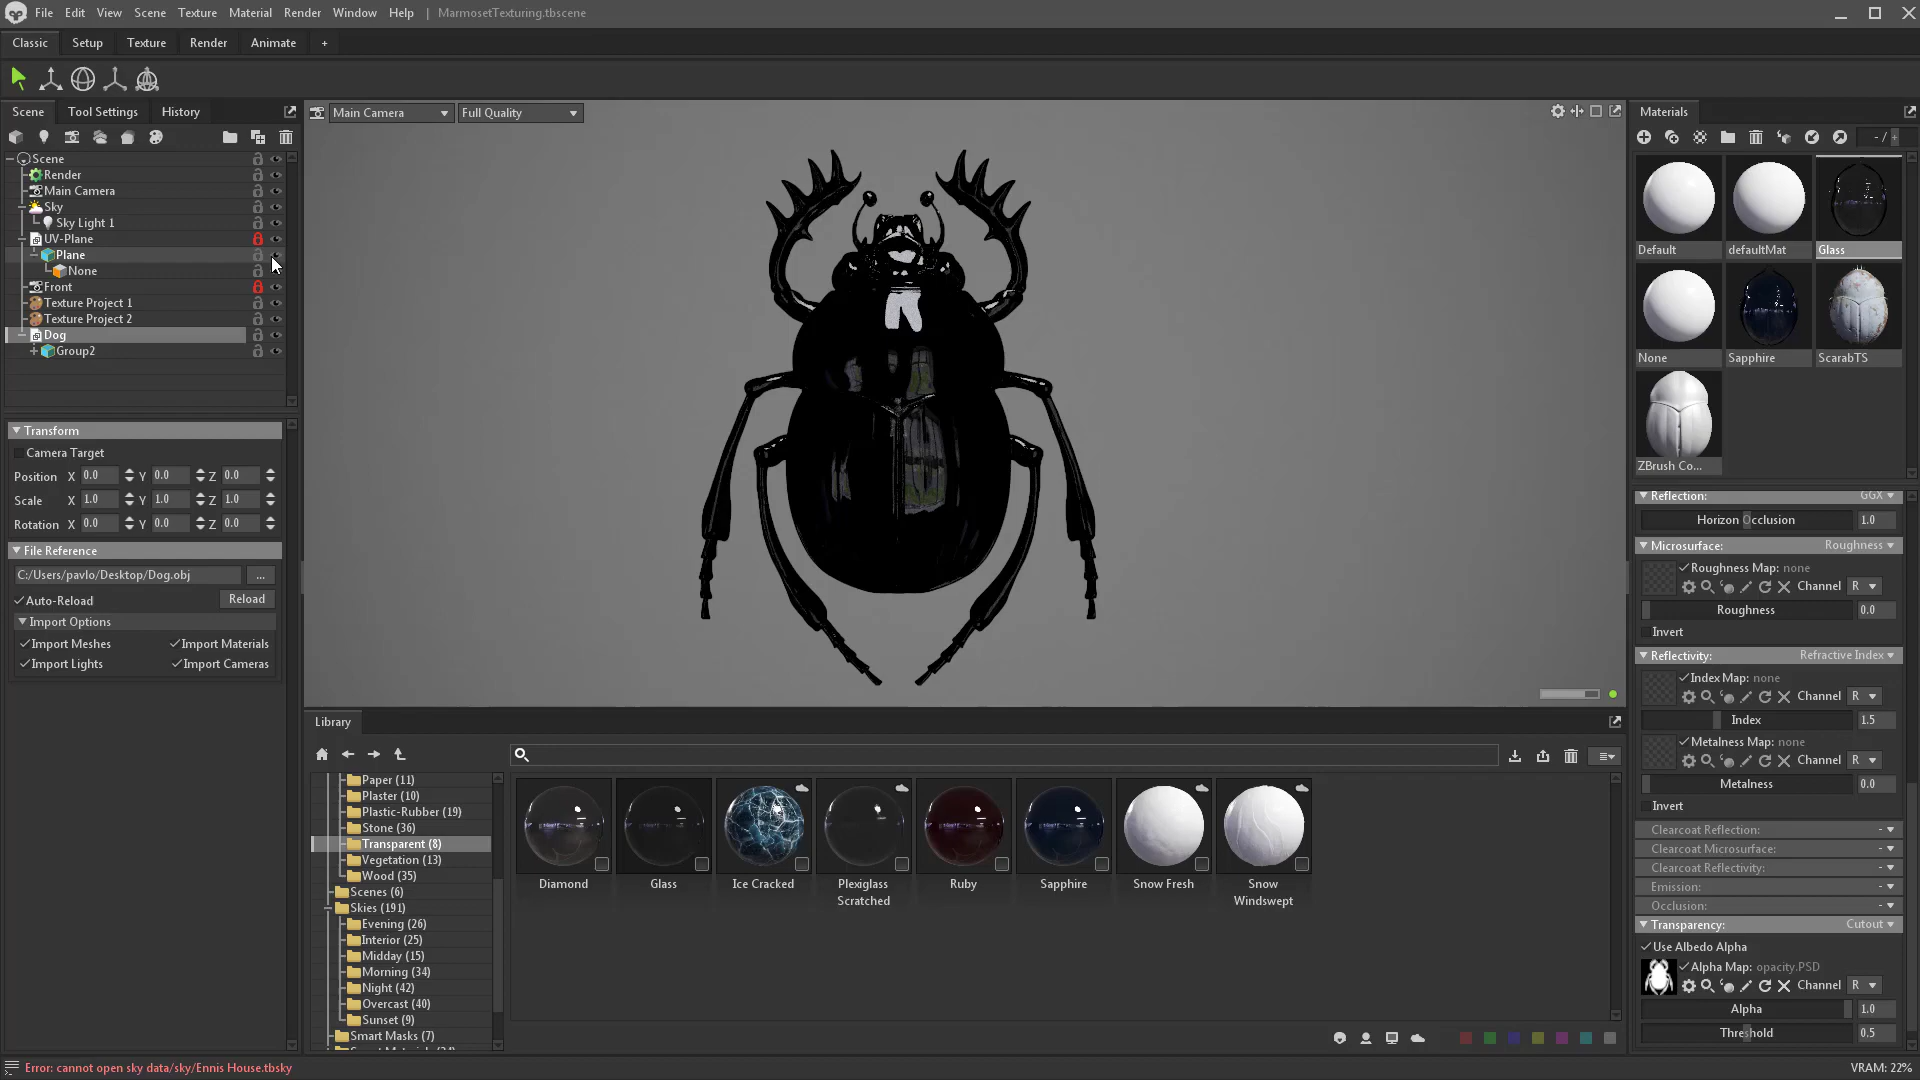 File Edit View Scene Texture Material Render Window Help | MarmosetTexturing.tbscene
Classic Setup Texture Render Animate +
Scene Tool Settings History
Main Camera Full Quality
Materials
- /
Scene
Render
Main Camera
Sky
Sky Light 1
UV-Plane
Plane
None
Front
Texture Project 1
Texture Project 2
Dog
Group2
Transform
Camera Target
Position X 0.0 Y 0.0 Z 0.0
Scale X 1.0 Y 1.0 Z 1.0
Rotation X 0.0 Y 0.0 Z 0.0
File Reference
C:/Users/pavlo/Desktop/Dog.obj ...
Auto-Reload Reload
Import Options
Import Meshes Import Materials
Import Lights Import Cameras
Library
Paper (11)
Plaster (10)
Plastic-Rubber (19)
Stone (36)
Transparent (8)
Vegetation (13)
Wood (35)
Scenes (6)
Skies (191)
Evening (26)
Interior (25)
Midday (15)
Morning (34)
Night (42)
Overcast (40)
Sunset (9)
Smart Masks (7)
Diamond Glass Ice Cracked Plexiglass Scratched Ruby Sapphire Snow Fresh Snow Windswept
Default defaultMat Glass
None Sapphire ScarabTS
ZBrush Co...
Reflection: GGX
Horizon Occlusion 1.0
Microsurface: Roughness
Roughness Map: none
Channel R
Roughness 0.0
Invert
Reflectivity: Refractive Index
Index Map: none
Channel R
Index 1.5
Metalness Map: none
Channel R
Metalness 0.0
Invert
Clearcoat Reflection: -
Clearcoat Microsurface: -
Clearcoat Reflectivity: -
Emission: -
Occlusion: -
Transparency: Cutout
Use Albedo Alpha
Alpha Map: opacity.PSD
Channel R
Alpha 1.0
Threshold 0.5
Error: cannot open sky data/sky/Ennis House.tbsky
VRAM: 22%